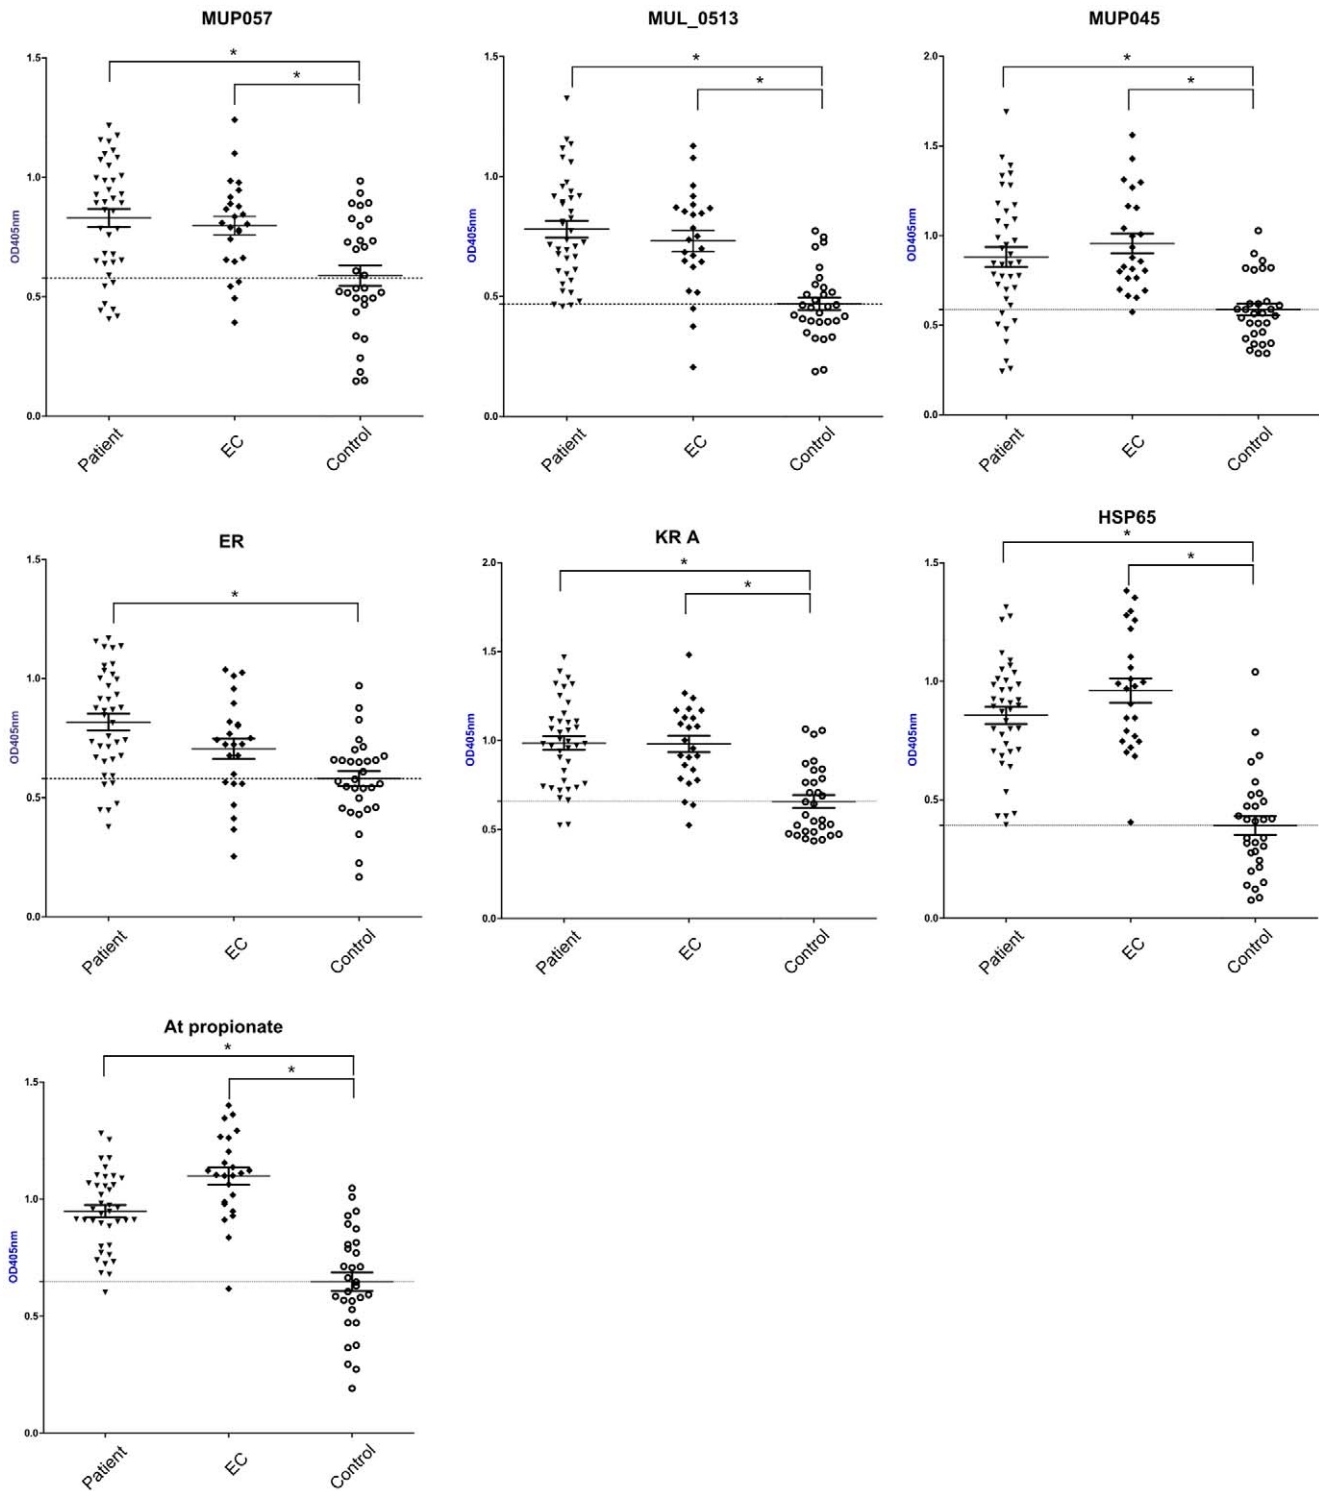 MUP057
*
*
1.5
1.0
0.5
0.0
OD405nm
Patient
EC
Control
MUL_0513
*
*
1.5
1.0
0.5
0.0
OD405nm
Patient
EC
Control
MUP045
*
*
2.0
1.5
1.0
0.5
0.0
OD405nm
Patient
EC
Control
ER
*
1.5
1.0
0.5
0.0
OD405nm
Patient
EC
Control
KR A
*
*
2.0
1.5
1.0
0.5
0.0
OD405nm
Patient
EC
Control
HSP65
*
*
1.5
1.0
0.5
0.0
OD405nm
Patient
EC
Control
At propionate
*
*
1.5
1.0
0.5
0.0
OD405nm
Patient
EC
Control